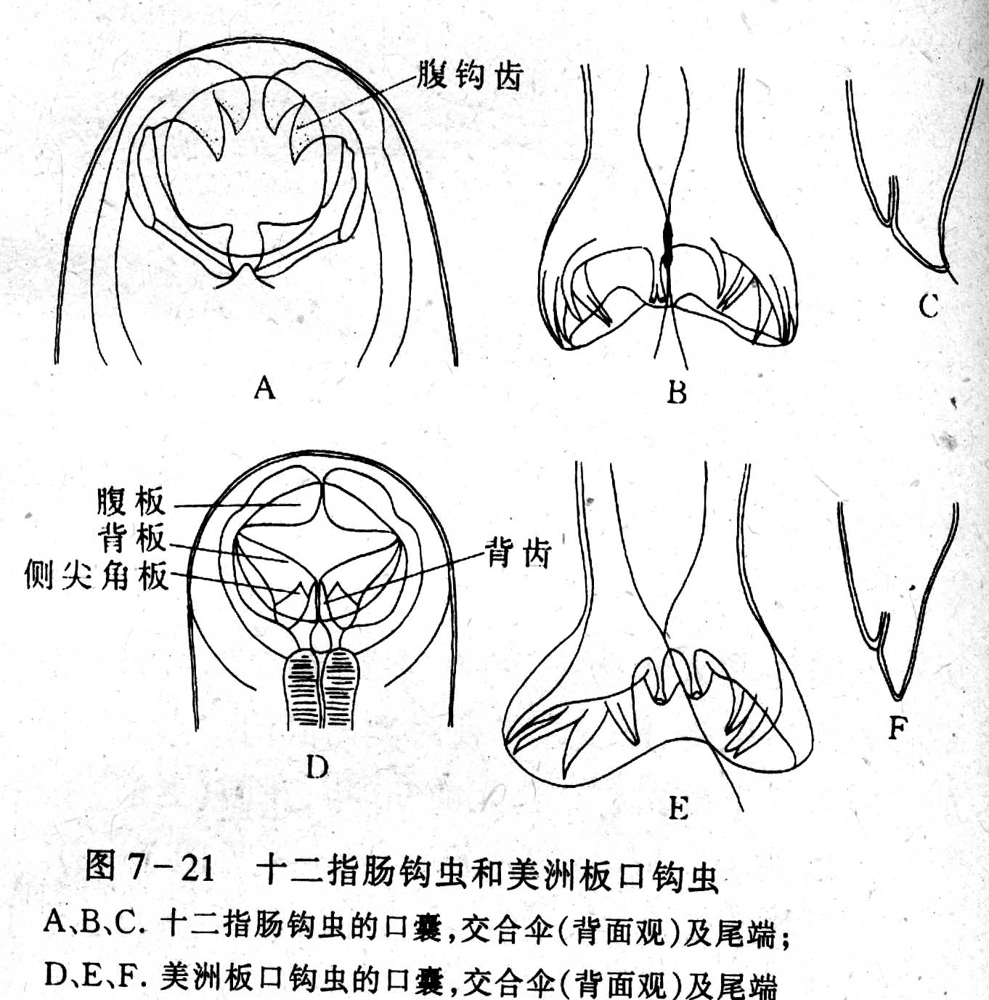 腹钩齿
A
B
C
腹板
背板
侧尖角板
背齿
D
E
F
图 7-21 十二指肠钩虫和美洲板口钩虫
A、B、C. 十二指肠钩虫的口囊,交合伞(背面观)及尾端;
D、E、F. 美洲板口钩虫的口囊,交合伞(背面观)及尾端